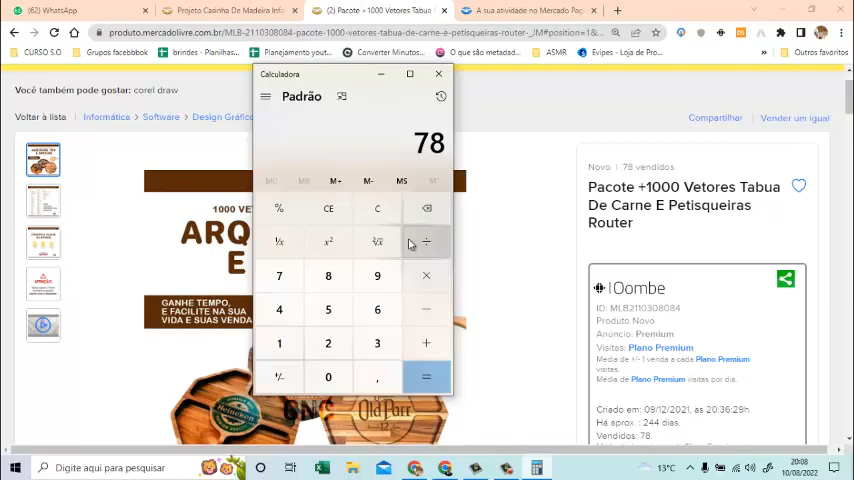 (62) WhatsApp
Projeto Casinha De Madeira Infan
(2) Pacote +1000 Vetores Tabua
A sua atividade no Mercado Pag
produto.mercadolivre.com.br/MLB-2110308084-pacote-1000-vetores-tabua-de-carne-e-petisqueiras-router-_JM#position=1&...
CURSO S.O.
Grupos facebbbok
brindes - Planilhas...
Planejamento youtu...
Converter Minutos...
O que são metadad...
ASMR
Evipes - Loja de Pro...
Outros favoritos
Você também pode gostar: corel draw
Voltar à lista
Informática > Software > Design Gráfico
Compartilhar
Vender um igual
Calculadora
Padrão
78
MC MR M+ M- MS M˅
% CE C
¹/x x² ²√x ÷
7 8 9 ×
4 5 6 −
1 2 3 +
+/− 0 , =
1000 VE
ARQ
E
GANHE TEMPO,
E FACILITE NA SUA
VIDA E SUAS VENDA
Heineken
Old Parr
12
Novo | 78 vendidos
Pacote +1000 Vetores Tabua
De Carne E Petisqueiras
Router
Oombe
ID: MLB2110308084
Produto Novo
Anuncio: Premium
Visitas: Plano Premium
Media de +/- 1 venda a cada Plano Premium
visitas.
Media de Plano Premium visitas por dia.
Criado em: 09/12/2021, às 20:36:29h
Há aprox. : 244 dias.
Vendidos: 78.
Digite aqui para pesquisar
13°C
20:08
10/08/2022